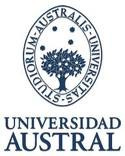 STUDIORUM · AUSTRALIS · UNIVERSITAS ·
UNIVERSIDAD
AUSTRAL